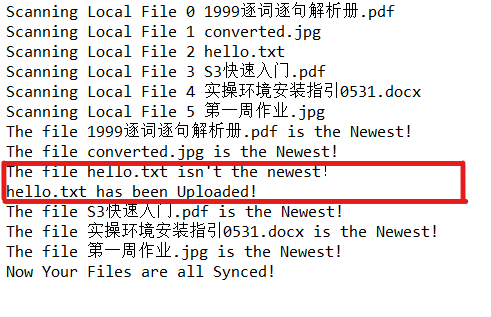 Scanning Local File 0 1999逐词逐句解析册.pdf
Scanning Local File 1 converted.jpg
Scanning Local File 2 hello.txt
Scanning Local File 3 S3快速入门.pdf
Scanning Local File 4 实操环境安装指引0531.docx
Scanning Local File 5 第一周作业.jpg
The file 1999逐词逐句解析册.pdf is the Newest!
The file converted.jpg is the Newest!
The file hello.txt isn't the newest!
hello.txt has been Uploaded!
The file S3快速入门.pdf is the Newest!
The file 实操环境安装指引0531.docx is the Newest!
The file 第一周作业.jpg is the Newest!
Now Your Files are all Synced!